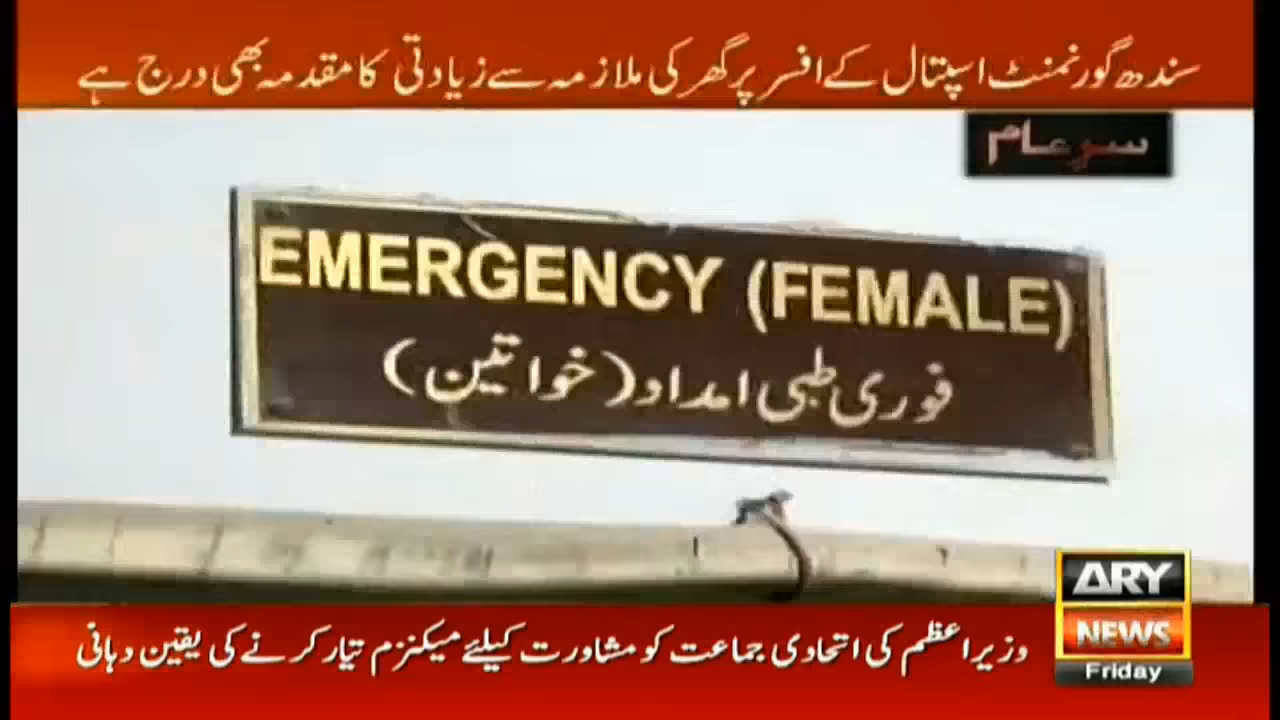 سندھ گورنمنٹ اسپتال کے افسر پر گھر کی ملازمہ سے زیادتی کا مقدمہ بھی درج ہے
سرعام
EMERGENCY (FEMALE)
فوری طبی امداد (خواتین)
ARY
NEWS
Friday
وزیراعظم کی اتحادی جماعت کو مشاورت کیلئے میکنزم تیار کرنے کی یقین دہانی